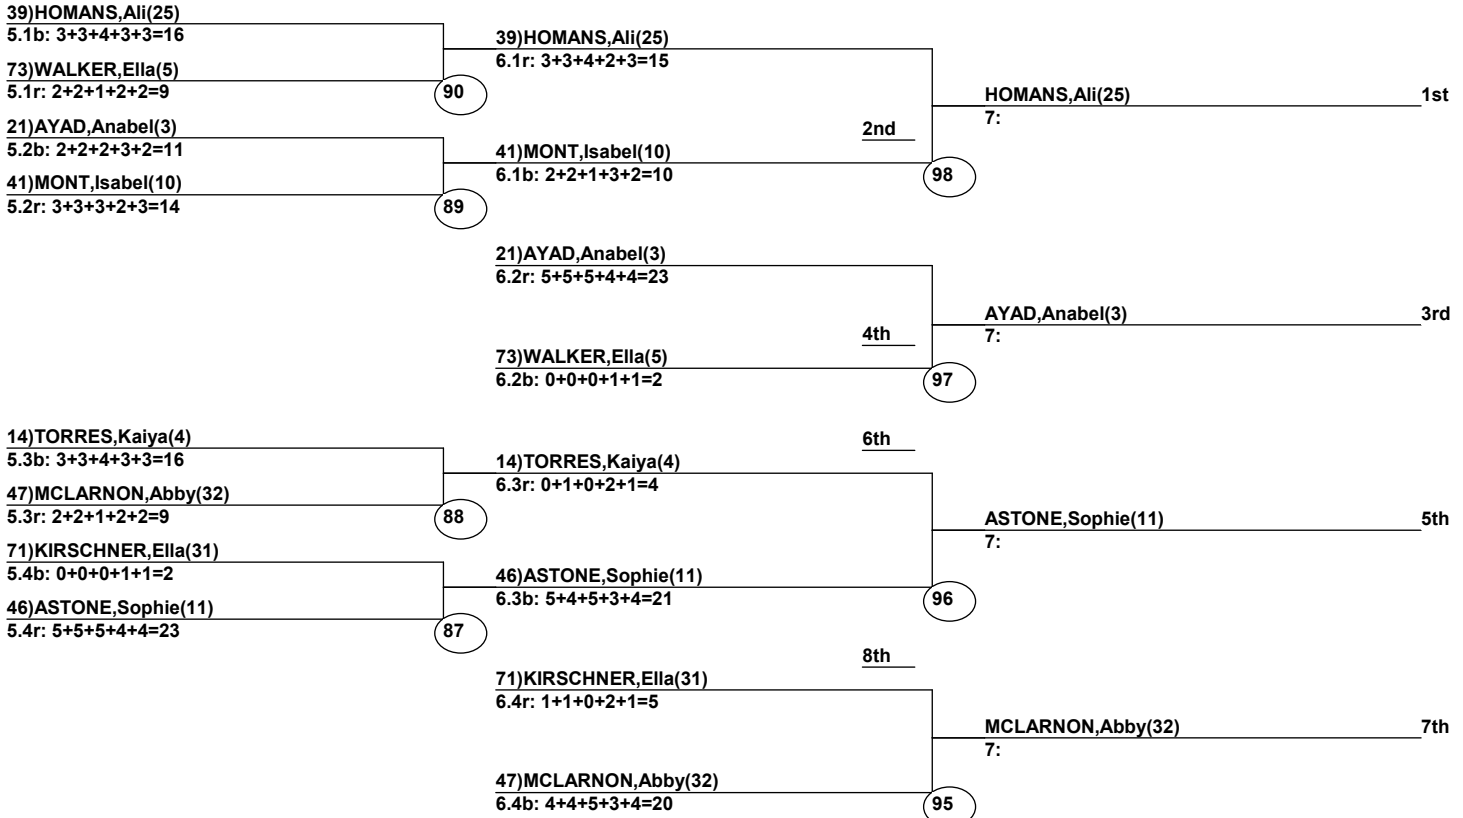 39)HOMANS,Ali(25)
5.1b: 3+3+4+3+3=16
73)WALKER,Ella(5)
5.1r: 2+2+1+2+2=9
90
21)AYAD,Anabel(3)
5.2b: 2+2+2+3+2=11
41)MONT,Isabel(10)
5.2r: 3+3+3+2+3=14
89
39)HOMANS,Ali(25)
6.1r: 3+3+4+2+3=15
2nd
41)MONT,Isabel(10)
6.1b: 2+2+1+3+2=10
98
HOMANS,Ali(25)
1st
7:
21)AYAD,Anabel(3)
6.2r: 5+5+5+4+4=23
4th
73)WALKER,Ella(5)
6.2b: 0+0+0+1+1=2
97
AYAD,Anabel(3)
3rd
7:
14)TORRES,Kaiya(4)
5.3b: 3+3+4+3+3=16
47)MCLARNON,Abby(32)
5.3r: 2+2+1+2+2=9
88
71)KIRSCHNER,Ella(31)
5.4b: 0+0+0+1+1=2
46)ASTONE,Sophie(11)
5.4r: 5+5+5+4+4=23
87
6th
14)TORRES,Kaiya(4)
6.3r: 0+1+0+2+1=4
46)ASTONE,Sophie(11)
6.3b: 5+4+5+3+4=21
96
ASTONE,Sophie(11)
5th
7:
8th
71)KIRSCHNER,Ella(31)
6.4r: 1+1+0+2+1=5
47)MCLARNON,Abby(32)
6.4b: 4+4+5+3+4=20
95
MCLARNON,Abby(32)
7th
7: